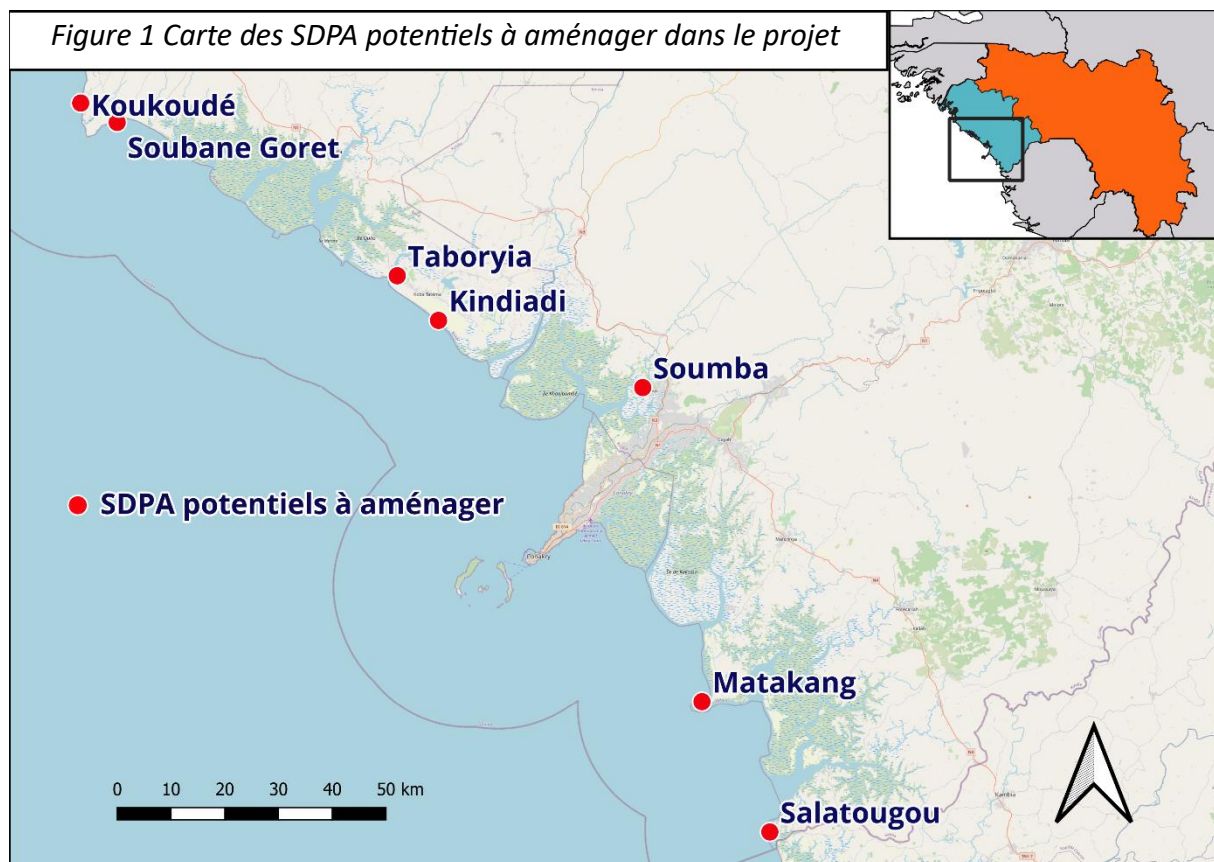 Figure 1 Carte des SDPA potentiels à aménager dans le projet
Koukoudé
Soubane Goret
Taboryia
Kindiadi
Soumba
SDPA potentiels à aménager
Conakry
Matakang
Salatougou
0 10 20 30 40 50 km